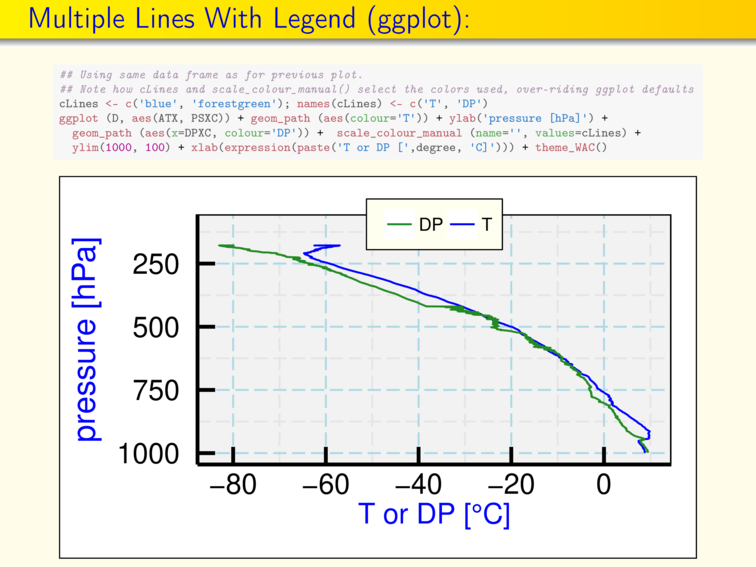 Multiple Lines With Legend (ggplot):
## Using same data frame as for previous plot.
## Note how cLines and scale_colour_manual() select the colors used, over-riding ggplot defaults
cLines <- c('blue', 'forestgreen'); names(cLines) <- c('T', 'DP')
ggplot (D, aes(ATX, PSXC)) + geom_path (aes(colour='T')) + ylab('pressure [hPa]') +
geom_path (aes(x=DPXC, colour='DP')) + scale_colour_manual (name='', values=cLines) +
ylim(1000, 100) + xlab(expression(paste('T or DP [',degree, 'C]'))) + theme_WAC()
DP T
pressure [hPa]
250
500
750
1000
−80 −60 −40 −20 0
T or DP [°C]